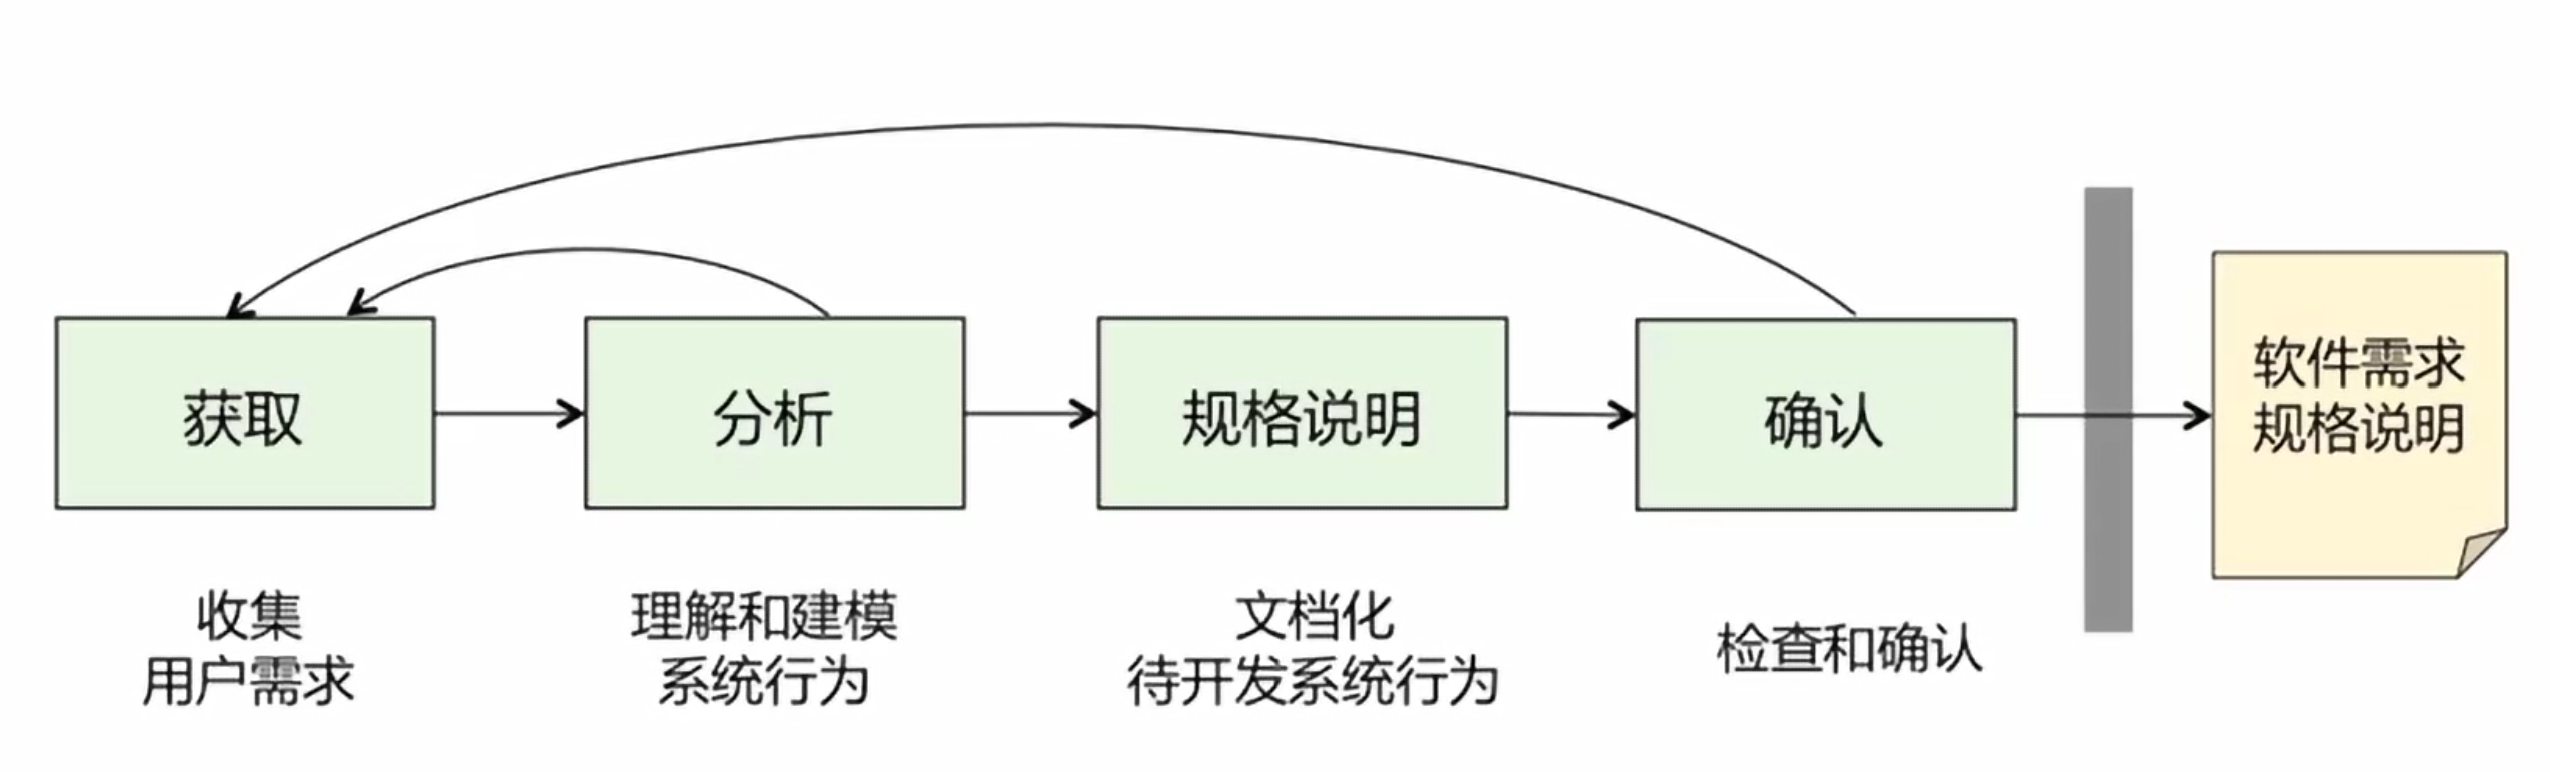 获取
分析
规格说明
确认
软件需求
规格说明
收集
用户需求
理解和建模
系统行为
文档化
待开发系统行为
检查和确认